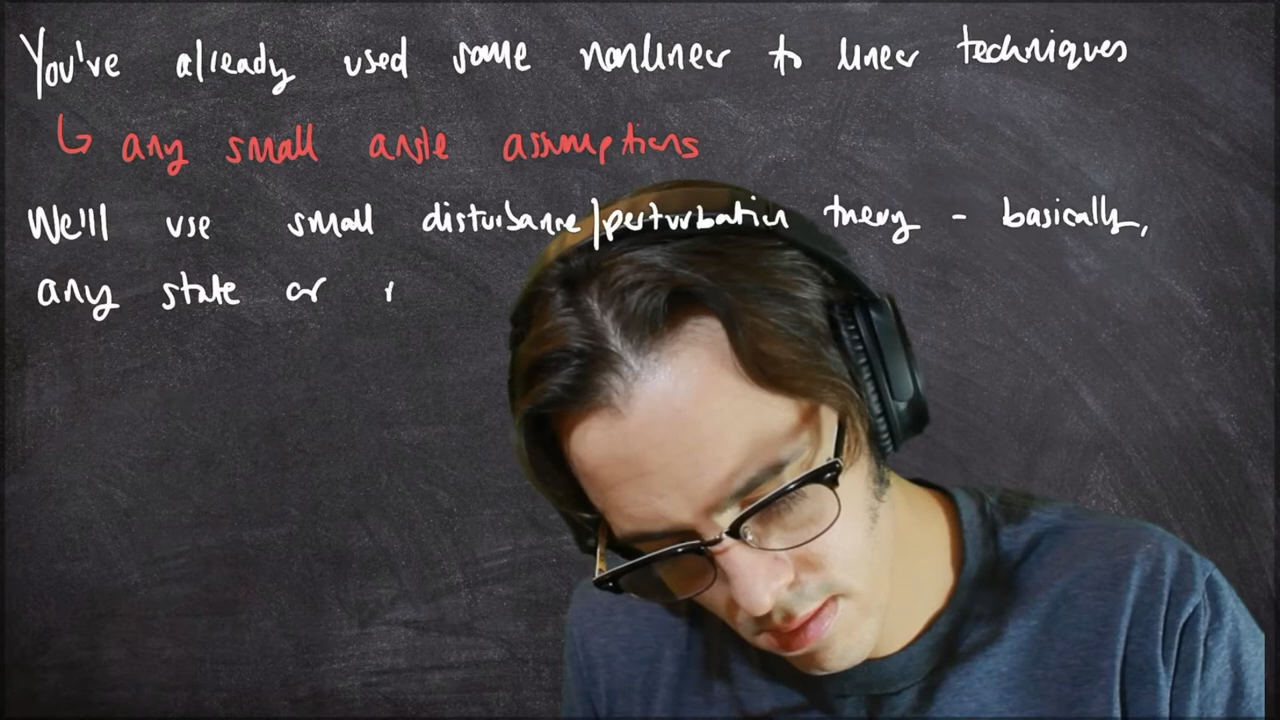 You've already used some nonlinear to linear techniques
↳ any small angle assumptions
We'll use small disturbance/perturbation theory - basically,
any state or